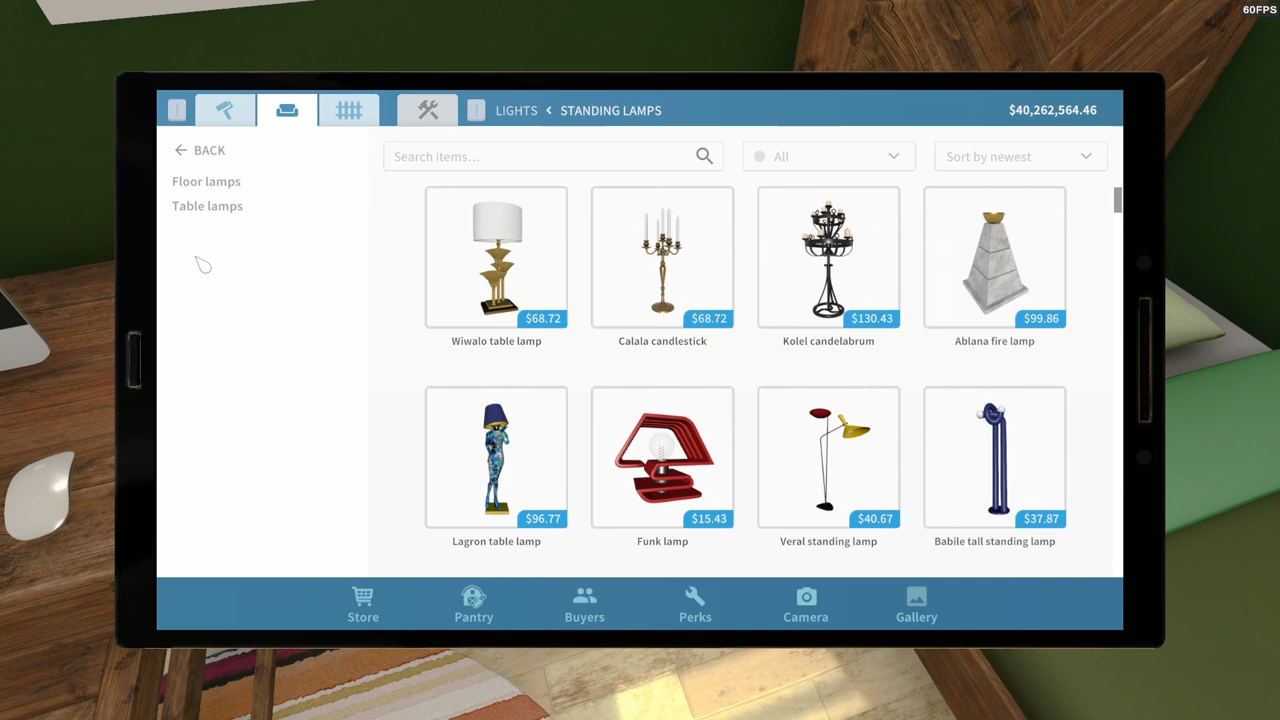 60FPS
LIGHTS < STANDING LAMPS
$40,262,564.46
BACK
Floor lamps
Table lamps
Search items...
All
Sort by newest
$68.72
$68.72
$130.43
$99.86
Wiwalo table lamp
Calala candlestick
Kolel candelabrum
Ablana fire lamp
$96.77
$15.43
$40.67
$37.87
Lagron table lamp
Funk lamp
Veral standing lamp
Babile tall standing lamp
Store
Pantry
Buyers
Perks
Camera
Gallery